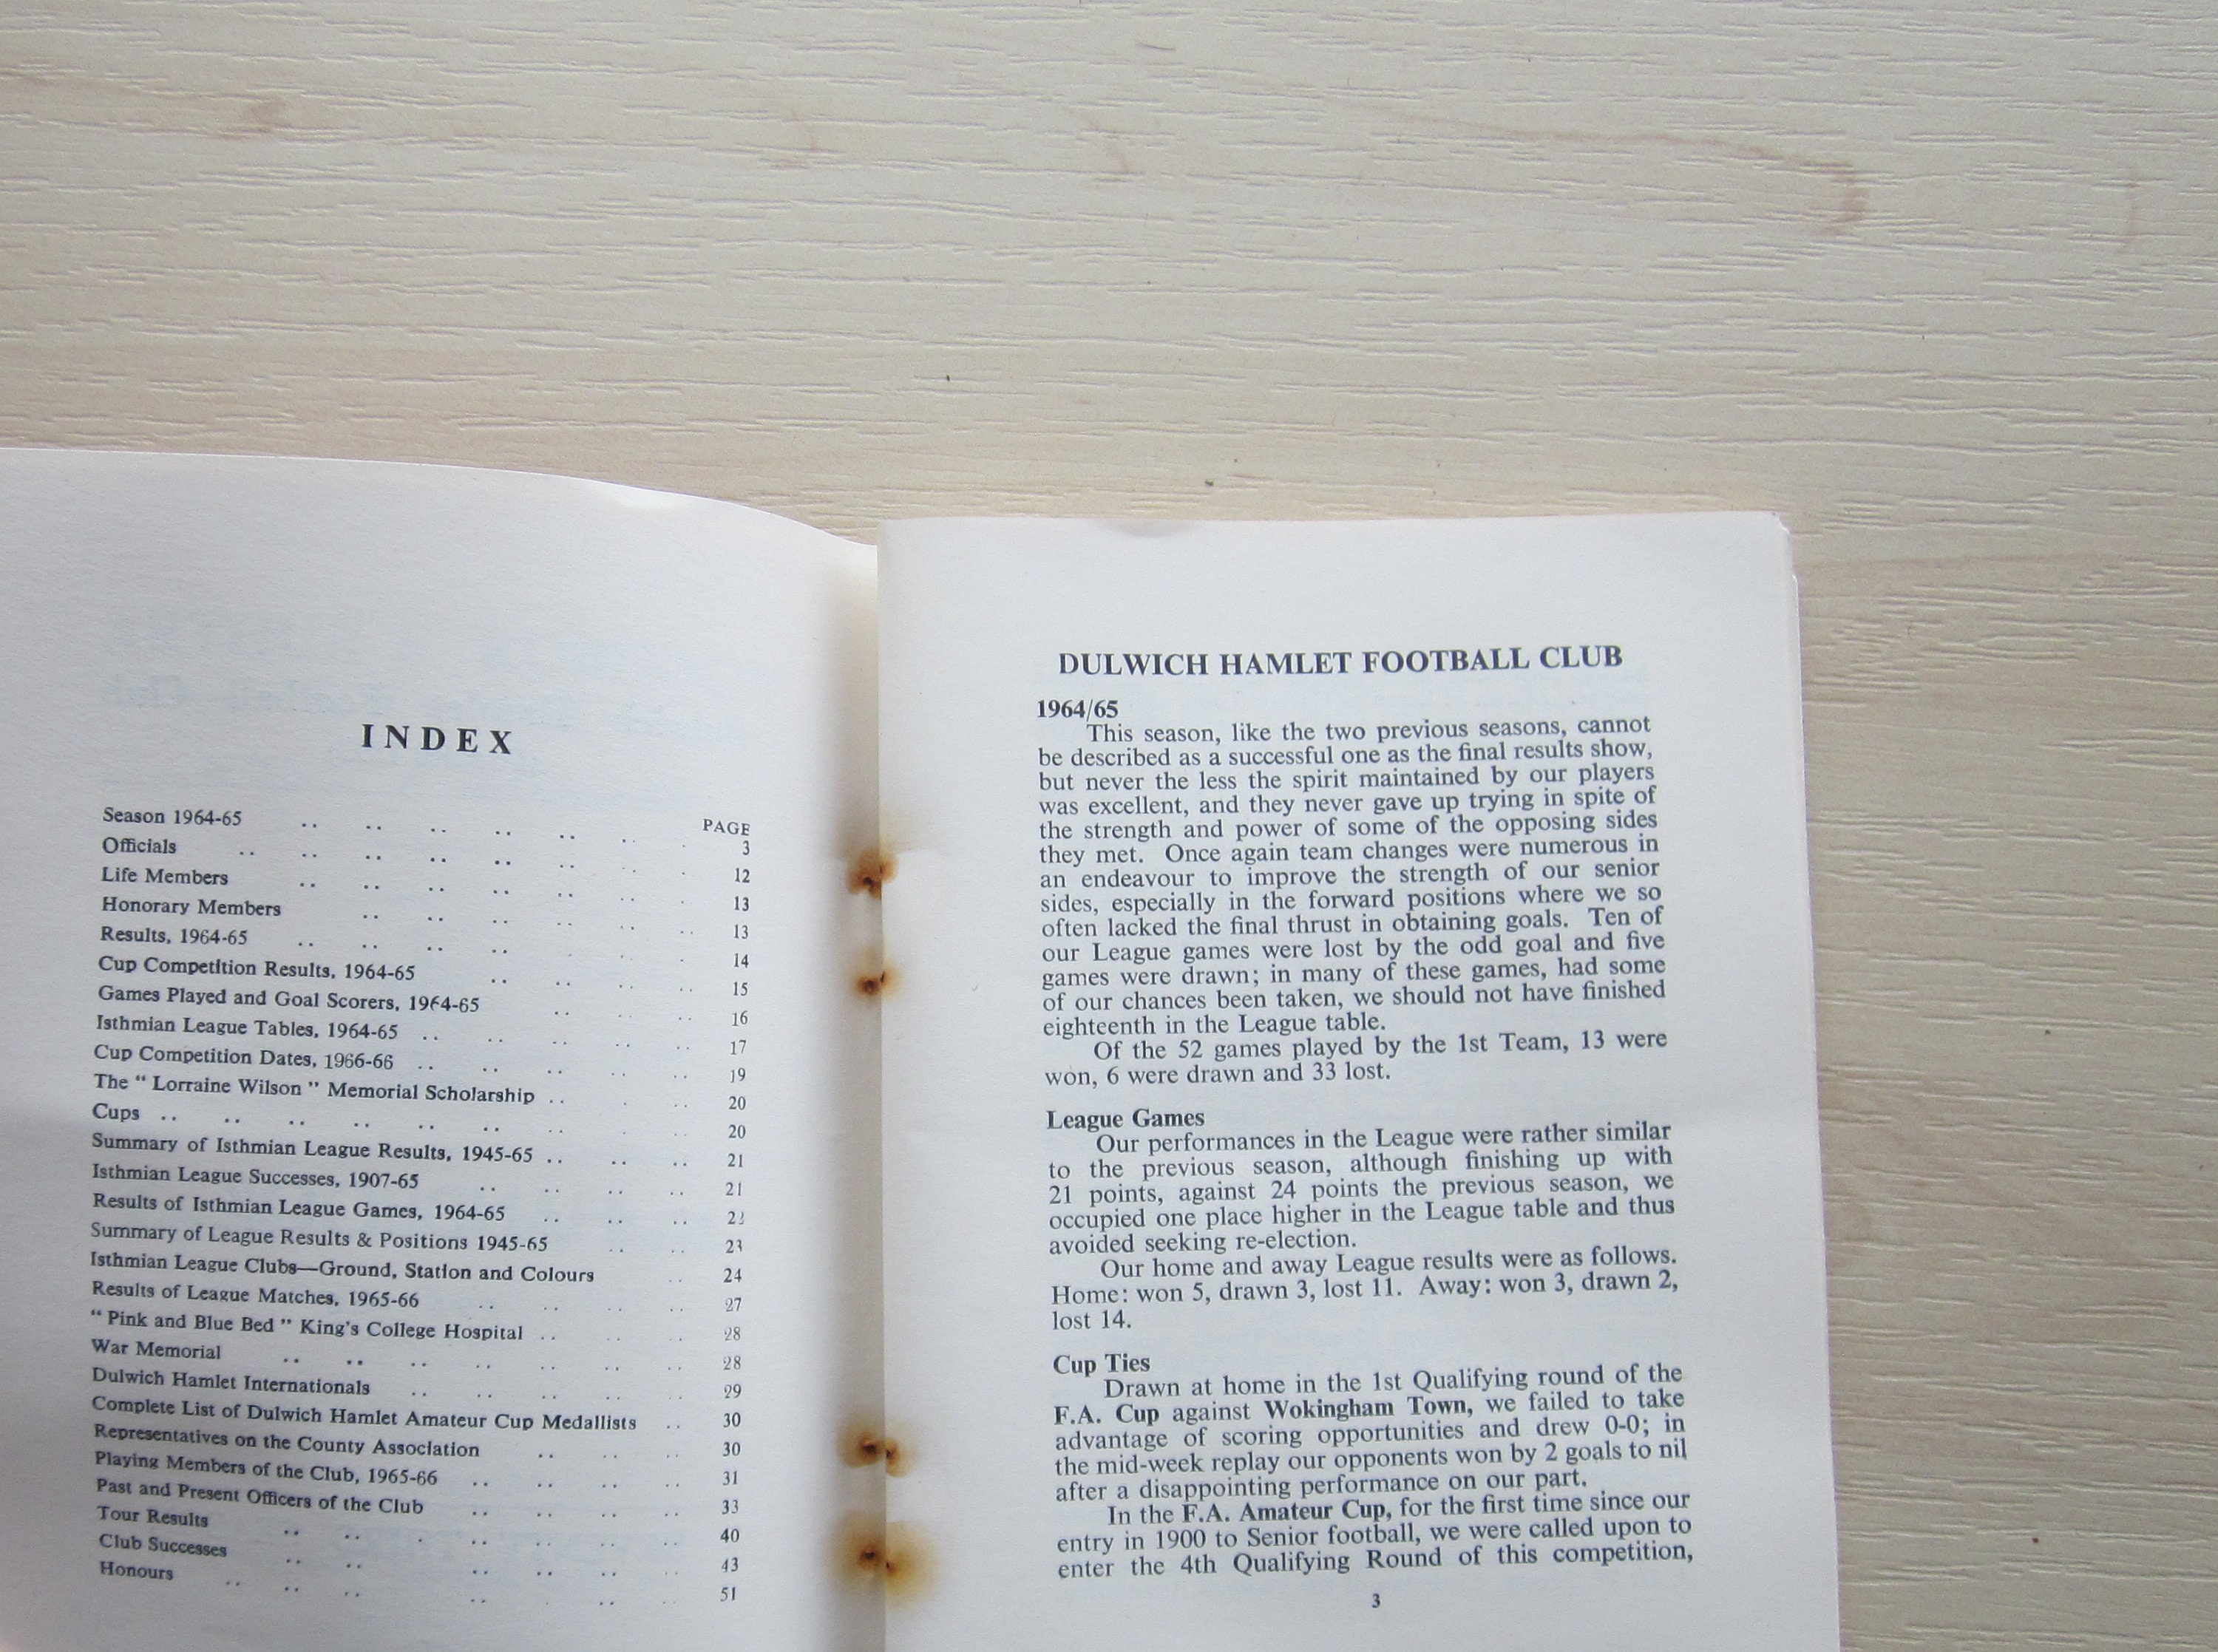 INDEX
PAGE
Season 1964-65 .. .. .. .. .. .. . 3
Officials .. .. .. .. .. .. .. . 12
Life Members .. .. .. .. .. .. . 13
Honorary Members .. .. .. .. .. .. 13
Results, 1964-65 .. .. .. .. .. . 14
Cup Competition Results, 1964-65 .. .. .. .. 15
Games Played and Goal Scorers, 1964-65 .. .. .. 16
Isthmian League Tables, 1964-65 .. .. .. .. .. 17
Cup Competition Dates, 1966-66 .. .. .. .. .. 19
The “ Lorraine Wilson ” Memorial Scholarship .. . .. 20
Cups .. .. .. .. .. .. .. . .. 20
Summary of Isthmian League Results, 1945-65 .. .. .. 21
Isthmian League Successes, 1907-65 .. .. .. .. 21
Results of Isthmian League Games, 1964-65 .. .. .. 22
Summary of League Results & Positions 1945-65 .. .. 23
Isthmian League Clubs—Ground, Station and Colours .. 24
Results of League Matches, 1965-66 .. .. .. .. 27
“ Pink and Blue Bed ” King's College Hospital .. .. .. 28
War Memorial .. .. .. .. .. .. .. 28
Dulwich Hamlet Internationals .. .. .. .. .. 29
Complete List of Dulwich Hamlet Amateur Cup Medallists .. 30
Representatives on the County Association .. .. .. 30
Playing Members of the Club, 1965-66 .. .. .. .. 31
Past and Present Officers of the Club .. .. .. .. 33
Tour Results .. .. . .. .. .. .. 40
Club Successes .. .. .. .. .. .. 43
Honours .. .. .. .. . .. . 51
DULWICH HAMLET FOOTBALL CLUB
1964/65
This season, like the two previous seasons, cannot
be described as a successful one as the final results show,
but never the less the spirit maintained by our players
was excellent, and they never gave up trying in spite of
the strength and power of some of the opposing sides
they met. Once again team changes were numerous in
an endeavour to improve the strength of our senior
sides, especially in the forward positions where we so
often lacked the final thrust in obtaining goals. Ten of
our League games were lost by the odd goal and five
games were drawn; in many of these games, had some
of our chances been taken, we should not have finished
eighteenth in the League table.
Of the 52 games played by the 1st Team, 13 were
won, 6 were drawn and 33 lost.
League Games
Our performances in the League were rather similar
to the previous season, although finishing up with
21 points, against 24 points the previous season, we
occupied one place higher in the League table and thus
avoided seeking re-election.
Our home and away League results were as follows.
Home: won 5, drawn 3, lost 11. Away: won 3, drawn 2,
lost 14.
Cup Ties
Drawn at home in the 1st Qualifying round of the
F.A. Cup against Wokingham Town, we failed to take
advantage of scoring opportunities and drew 0-0; in
the mid-week replay our opponents won by 2 goals to nil
after a disappointing performance on our part.
In the F.A. Amateur Cup, for the first time since our
entry in 1900 to Senior football, we were called upon to
enter the 4th Qualifying Round of this competition,
3